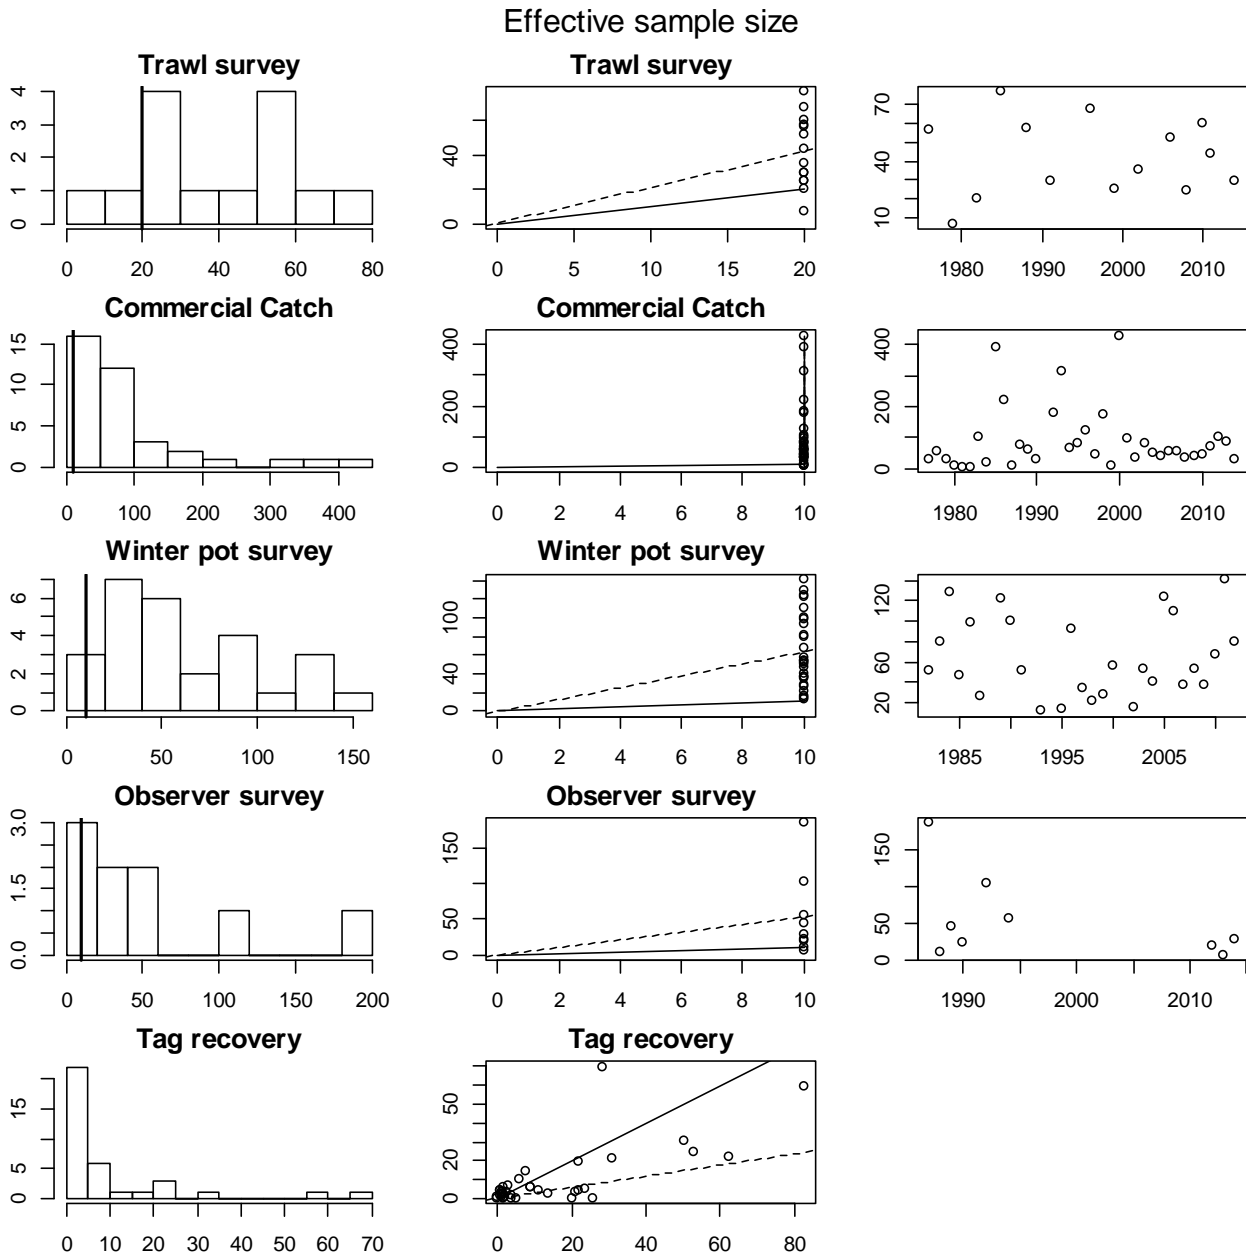 Effective sample size
Trawl survey
0 1 2 3 4
0 20 40 60 80
Trawl survey
0 40
0 5 10 15 20
10 40 70
1980 1990 2000 2010
Commercial Catch
0 5 10 15
0 100 200 300 400
Commercial Catch
0 200 400
0 2 4 6 8 10
0 200 400
1980 1990 2000 2010
Winter pot survey
0 2 4 6
0 50 100 150
Winter pot survey
0 40 100
0 2 4 6 8 10
20 60 120
1985 1995 2005
Observer survey
0.0 1.5 3.0
0 50 100 150 200
Observer survey
0 50 150
0 2 4 6 8 10
0 50 150
1990 2000 2010
Tag recovery
0 5 15
0 10 20 30 40 50 60 70
Tag recovery
0 20 50
0 20 40 60 80